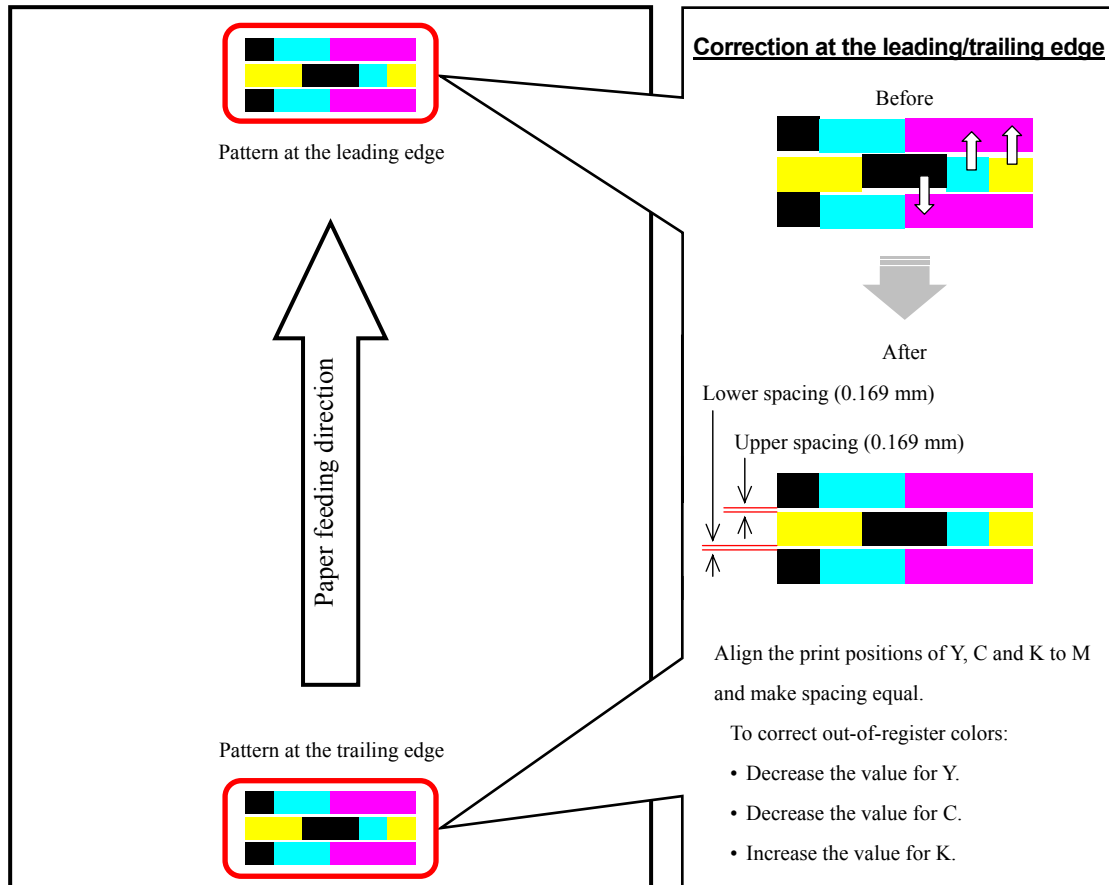 Pattern at the leading edge
Paper feeding direction
Pattern at the trailing edge
Correction at the leading/trailing edge
Before
After
Lower spacing (0.169 mm)
Upper spacing (0.169 mm)
Align the print positions of Y, C and K to M
and make spacing equal.
To correct out-of-register colors:
• Decrease the value for Y.
• Decrease the value for C.
• Increase the value for K.